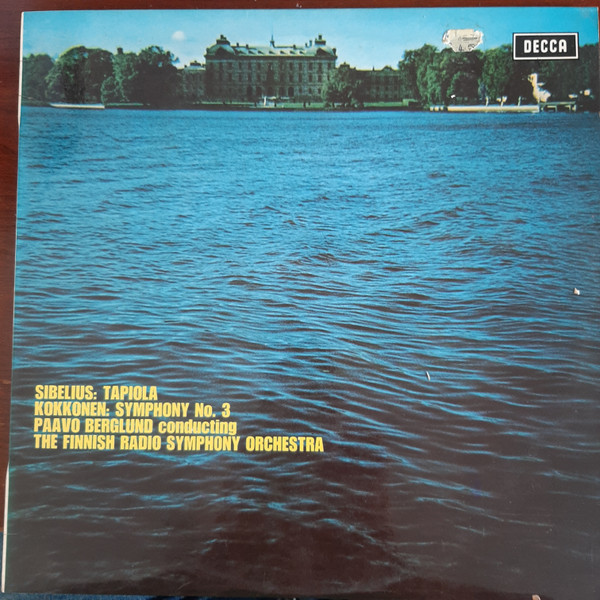 DECCA
SIBELIUS: TAPIOLA
KOKKONEN: SYMPHONY No. 3
PAAVO BERGLUND conducting
THE FINNISH RADIO SYMPHONY ORCHESTRA